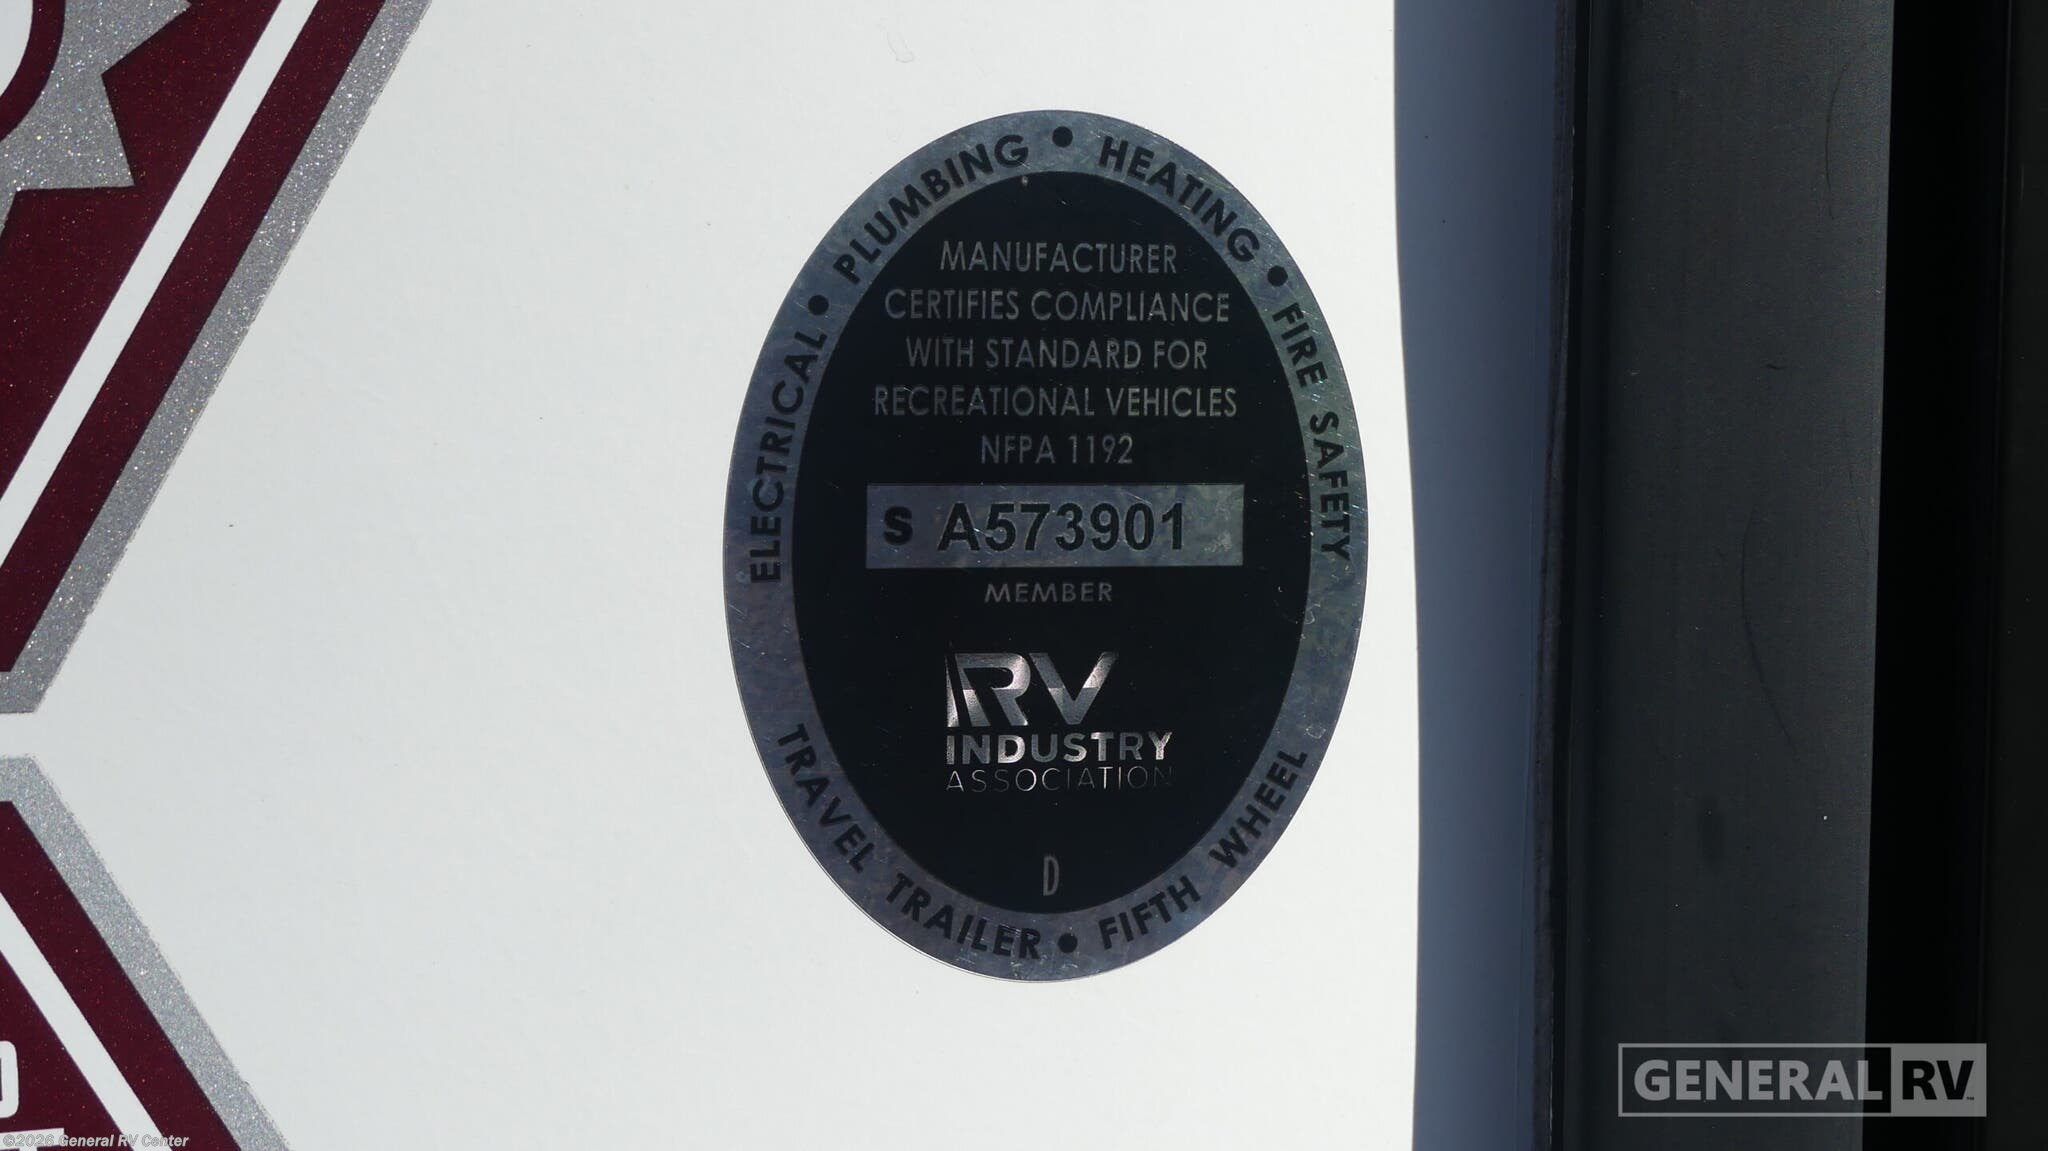 ELECTRICAL • PLUMBING • HEATING • FIRE SAFETY
MANUFACTURER
CERTIFIES COMPLIANCE
WITH STANDARD FOR
RECREATIONAL VEHICLES
NFPA 1192
S A573901
MEMBER
RV
INDUSTRY
ASSOCIATION
D
TRAVEL TRAILER • FIFTH WHEEL
GENERAL RV
©2026 General RV Center